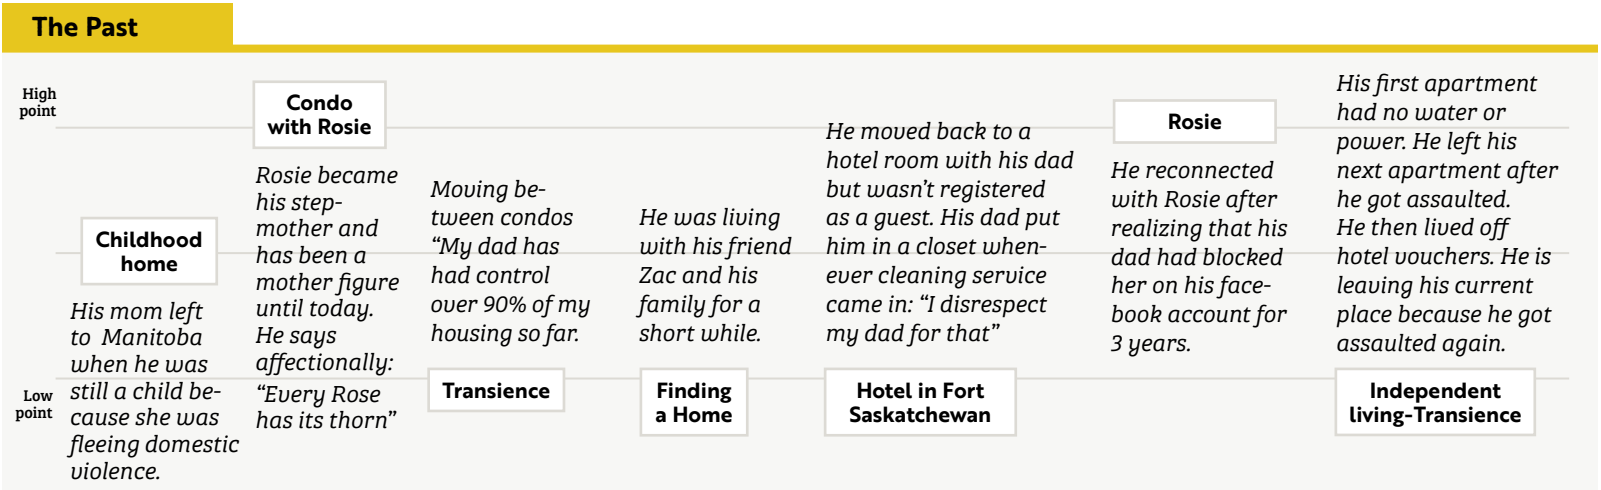 The Past
High
point
Low
point
Childhood
home
His mom left
to Manitoba
when he was
still a child be-
cause she was
fleeing domestic
violence.
Condo
with Rosie
Rosie became
his step-
mother and
has been a
mother figure
until today.
He says
affectionally:
“Every Rose
has its thorn”
Moving be-
tween condos
“My dad has
had control
over 90% of my
housing so far.
Transience
He was living
with his friend
Zac and his
family for a
short while.
Finding
a Home
He moved back to a
hotel room with his dad
but wasn’t registered
as a guest. His dad put
him in a closet when-
ever cleaning service
came in: “I disrespect
my dad for that”
Hotel in Fort
Saskatchewan
Rosie
He reconnected
with Rosie after
realizing that his
dad had blocked
her on his face-
book account for
3 years.
His first apartment
had no water or
power. He left his
next apartment after
he got assaulted.
He then lived off
hotel vouchers. He is
leaving his current
place because he got
assaulted again.
Independent
living-Transience